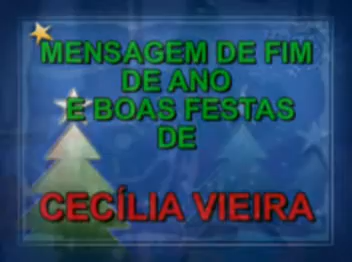 MENSAGEM DE FIM
DE ANO
E BOAS FESTAS
DE
CECÍLIA VIEIRA